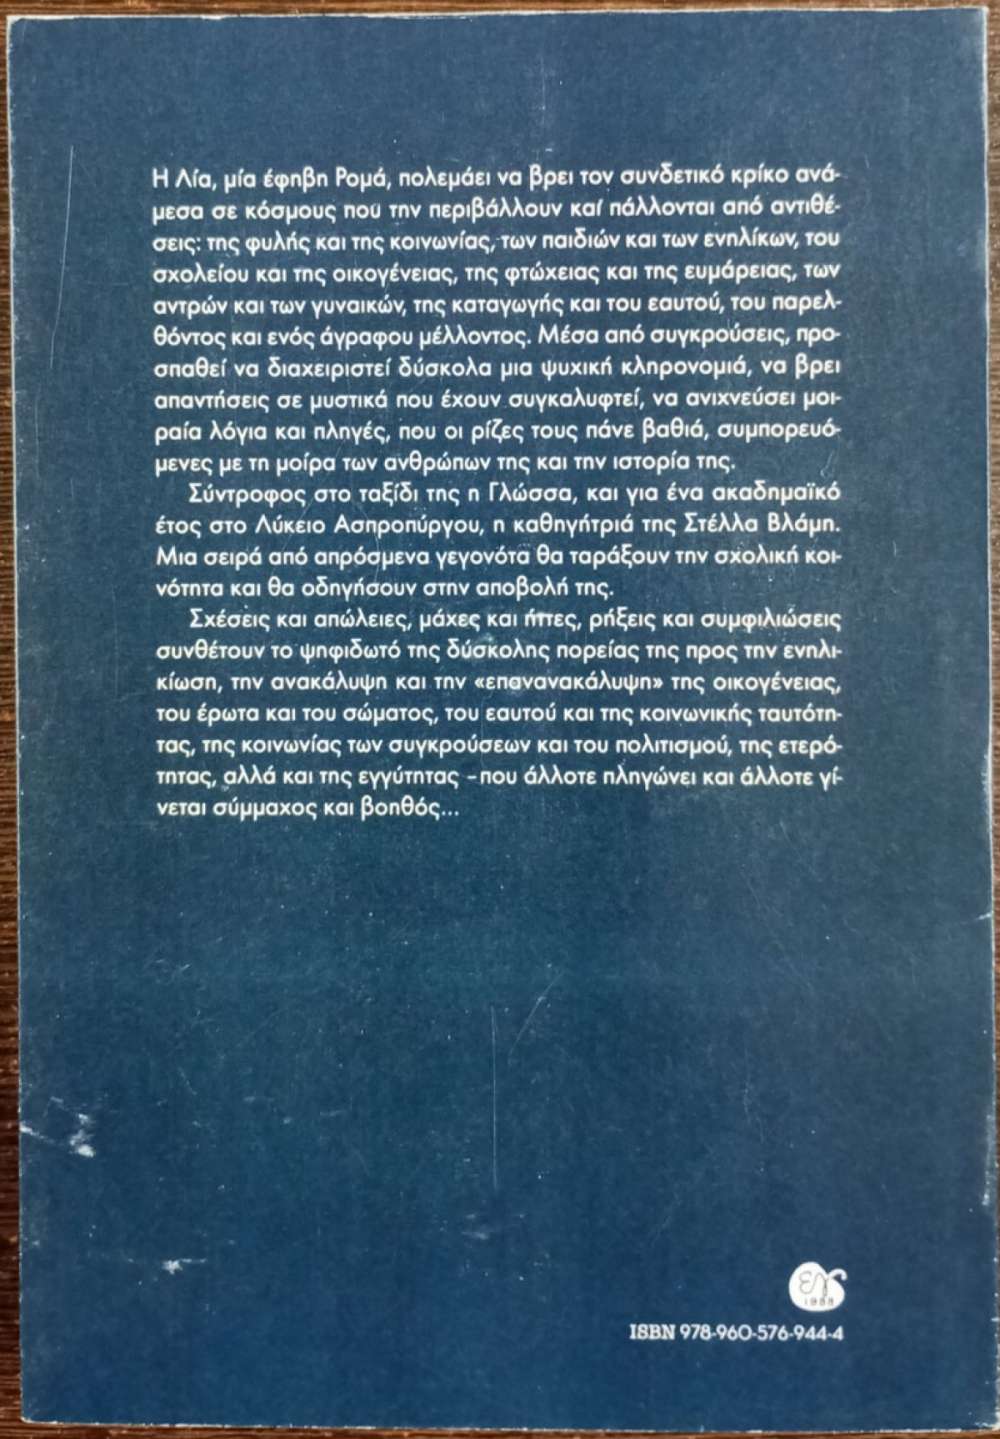 Η Λία, μία έφηβη Ρομά, πολεμάει να βρει τον συνδετικό κρίκο ανά-
μεσα σε κόσμους που την περιβάλλουν και πάλλονται από αντιθέ-
σεις: της φυλής και της κοινωνίας, των παιδιών και των ενηλίκων, του
σχολείου και της οικογένειας, της φτώχειας και της ευμάρειας, των
αντρών και των γυναικών, της καταγωγής και του εαυτού, του παρελ-
θόντος και ενός άγραφου μέλλοντος. Μέσα από συγκρούσεις, προ-
σπαθεί να διαχειριστεί δύσκολα μια ψυχική κληρονομιά, να βρει
απαντήσεις σε μυστικά που έχουν συγκαλυφτεί, να ανιχνεύσει μοι-
ραία λόγια και πληγές, που οι ρίζες τους πάνε βαθιά, συμπορευό-
μενες με τη μοίρα των ανθρώπων της και την ιστορία της.
Σύντροφος στο ταξίδι της η Γλώσσα, και για ένα ακαδημαϊκό
έτος στο Λύκειο Ασπροπύργου, η καθηγήτριά της Στέλλα Βλάμη.
Μια σειρά από απρόσμενα γεγονότα θα ταράξουν την σχολική κοι-
νότητα και θα οδηγήσουν στην αποβολή της.
Σχέσεις και απώλειες, μάχες και ήττες, ρήξεις και συμφιλιώσεις
συνθέτουν το ψηφιδωτό της δύσκολης πορείας της προς την ενηλι-
κίωση, την ανακάλυψη και την «επανανακάλυψη» της οικογένειας,
του έρωτα και του σώματος, του εαυτού και της κοινωνικής ταυτότη-
τας, της κοινωνίας των συγκρούσεων και του πολιτισμού, της ετερό-
τητας, αλλά και της εγγύτητας – που άλλοτε πληγώνει και άλλοτε γί-
νεται σύμμαχος και βοηθός...
1988
ISBN 978-960-576-944-4